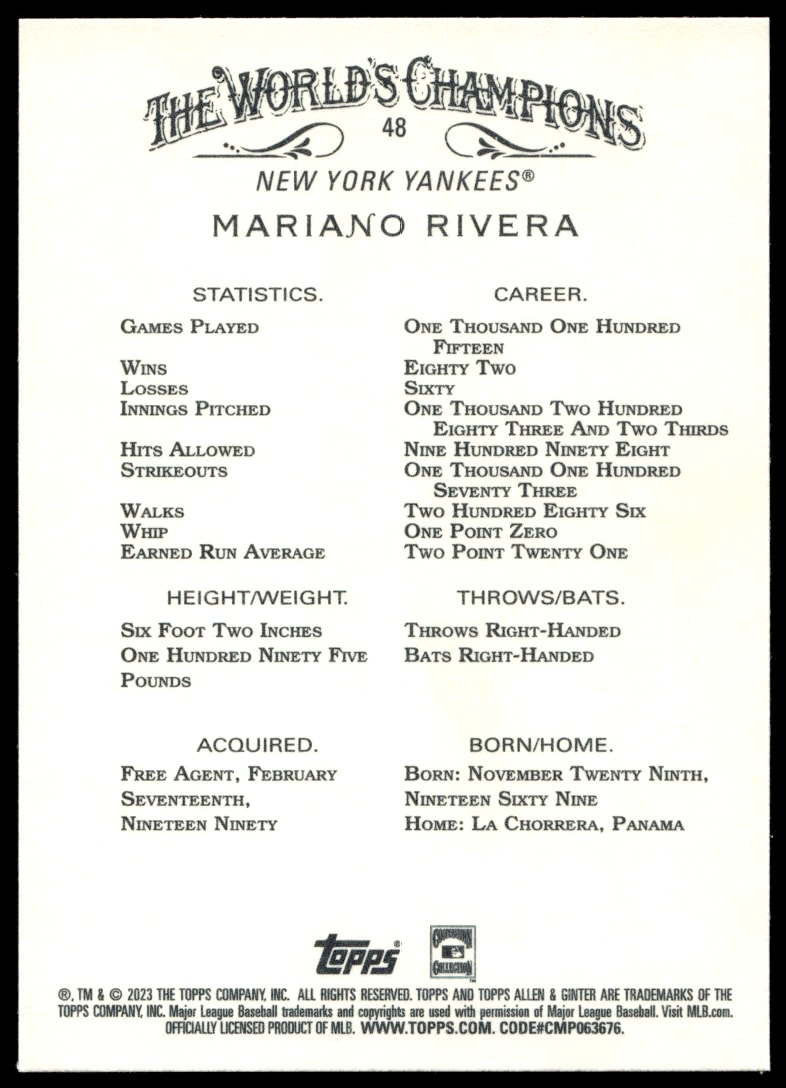 THE WORLD'S CHAMPIONS
48
NEW YORK YANKEES®
MARIANO RIVERA
STATISTICS. CAREER.
GAMES PLAYED ONE THOUSAND ONE HUNDRED
FIFTEEN
WINS EIGHTY TWO
LOSSES SIXTY
INNINGS PITCHED ONE THOUSAND TWO HUNDRED
EIGHTY THREE AND TWO THIRDS
HITS ALLOWED NINE HUNDRED NINETY EIGHT
STRIKEOUTS ONE THOUSAND ONE HUNDRED
SEVENTY THREE
WALKS TWO HUNDRED EIGHTY SIX
WHIP ONE POINT ZERO
EARNED RUN AVERAGE TWO POINT TWENTY ONE
HEIGHT/WEIGHT.
SIX FOOT TWO INCHES
ONE HUNDRED NINETY FIVE
POUNDS
THROWS/BATS.
THROWS RIGHT-HANDED
BATS RIGHT-HANDED
ACQUIRED.
FREE AGENT, FEBRUARY
SEVENTEENTH,
NINETEEN NINETY
BORN/HOME.
BORN: NOVEMBER TWENTY NINTH,
NINETEEN SIXTY NINE
HOME: LA CHORRERA, PANAMA
Topps®
COOPERSTOWN
COLLECTION™
®, TM & © 2023 THE TOPPS COMPANY, INC. ALL RIGHTS RESERVED. TOPPS AND TOPPS ALLEN & GINTER ARE TRADEMARKS OF THE
TOPPS COMPANY, INC. Major League Baseball trademarks and copyrights are used with permission of Major League Baseball. Visit MLB.com.
OFFICIALLY LICENSED PRODUCT OF MLB. WWW.TOPPS.COM. CODE#CMP063676.